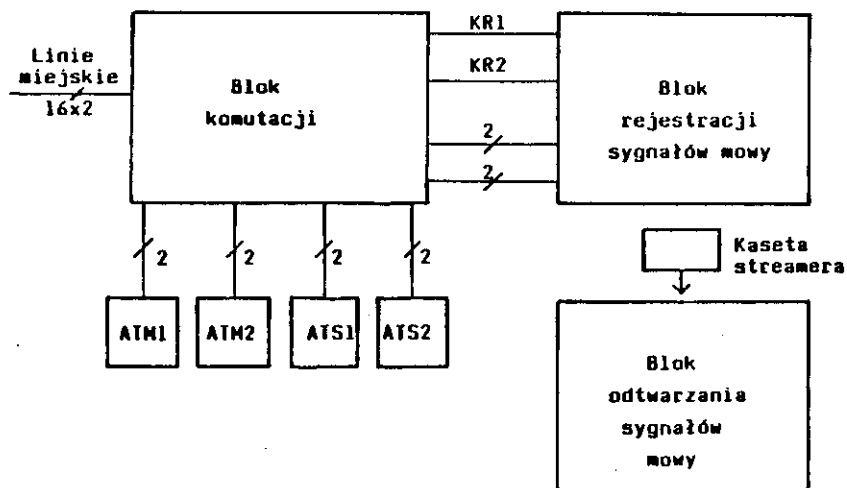 Linie
miejskie
16x2
Blok
komutacji
KR1
KR2
2
2
Blok
rejestracji
sygnałów mowy
2
2
2
2
ATM1
ATM2
ATS1
ATS2
Kaseta
streamera
Blok
odtwarzania
sygnałów
mowy